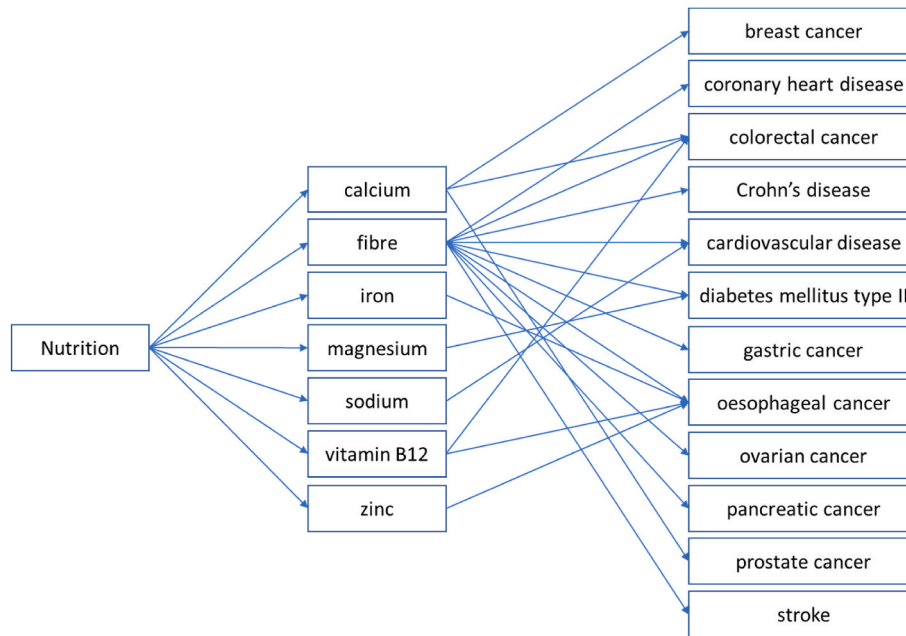 Nutrition
calcium
fibre
iron
magnesium
sodium
vitamin B12
zinc
breast cancer
coronary heart disease
colorectal cancer
Crohn's disease
cardiovascular disease
diabetes mellitus type II
gastric cancer
oesophageal cancer
ovarian cancer
pancreatic cancer
prostate cancer
stroke